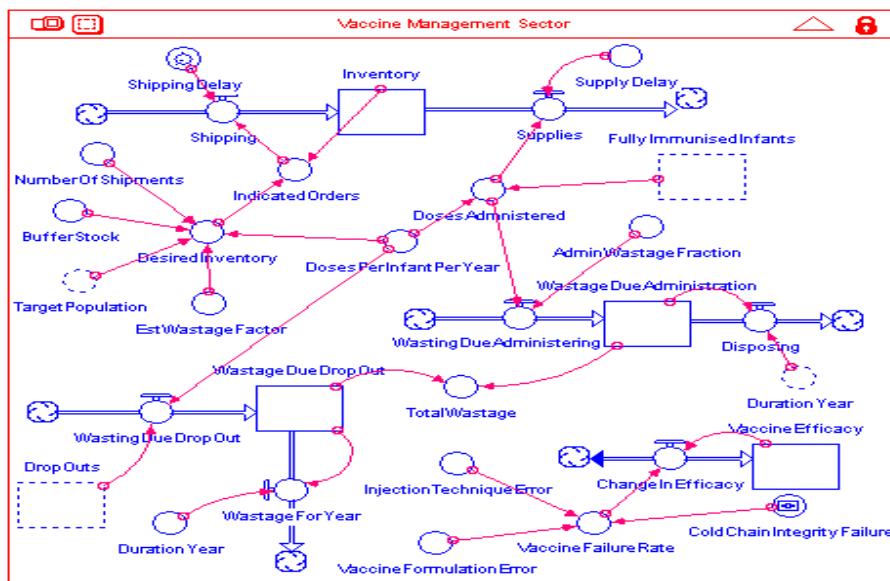 Vaccine Management Sector
Shipping Delay
Inventory
Supply Delay
Shipping
Supplies
Fully Immunised Infants
Number Of Shipments
Indicated Orders
Doses Administered
Buffer Stock
Desired Inventory
Doses Per Infant Per Year
Admin Wastage Fraction
Target Population
Est Wastage Factor
Wastage Due Administration
Wasting Due Administering
Disposing
Wastage Due Drop Out
Total Wastage
Duration Year
Wasting Due Drop Out
Vaccine Efficacy
Drop Outs
Injection Technique Error
Change In Efficacy
Wastage For Year
Cold Chain Integrity Failure
Duration Year
Vaccine Failure Rate
Vaccine Formulation Error